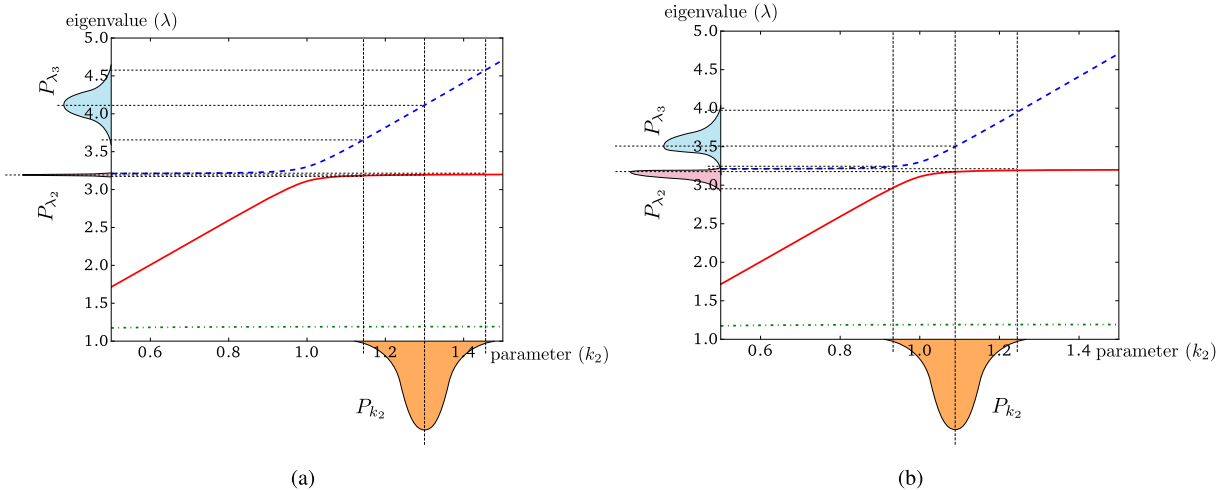 eigenvalue (λ)
5.0
4.5
4.0
3.5
3.0
2.5
2.0
1.5
1.0
P_{λ_3}
P_{λ_2}
0.6 0.8 1.0 1.2 1.4
parameter (k_2)
P_{k_2}
(a)
eigenvalue (λ)
5.0
4.5
4.0
3.5
3.0
2.5
2.0
1.5
1.0
P_{λ_3}
P_{λ_2}
0.6 0.8 1.0 1.2 1.4
parameter (k_2)
P_{k_2}
(b)